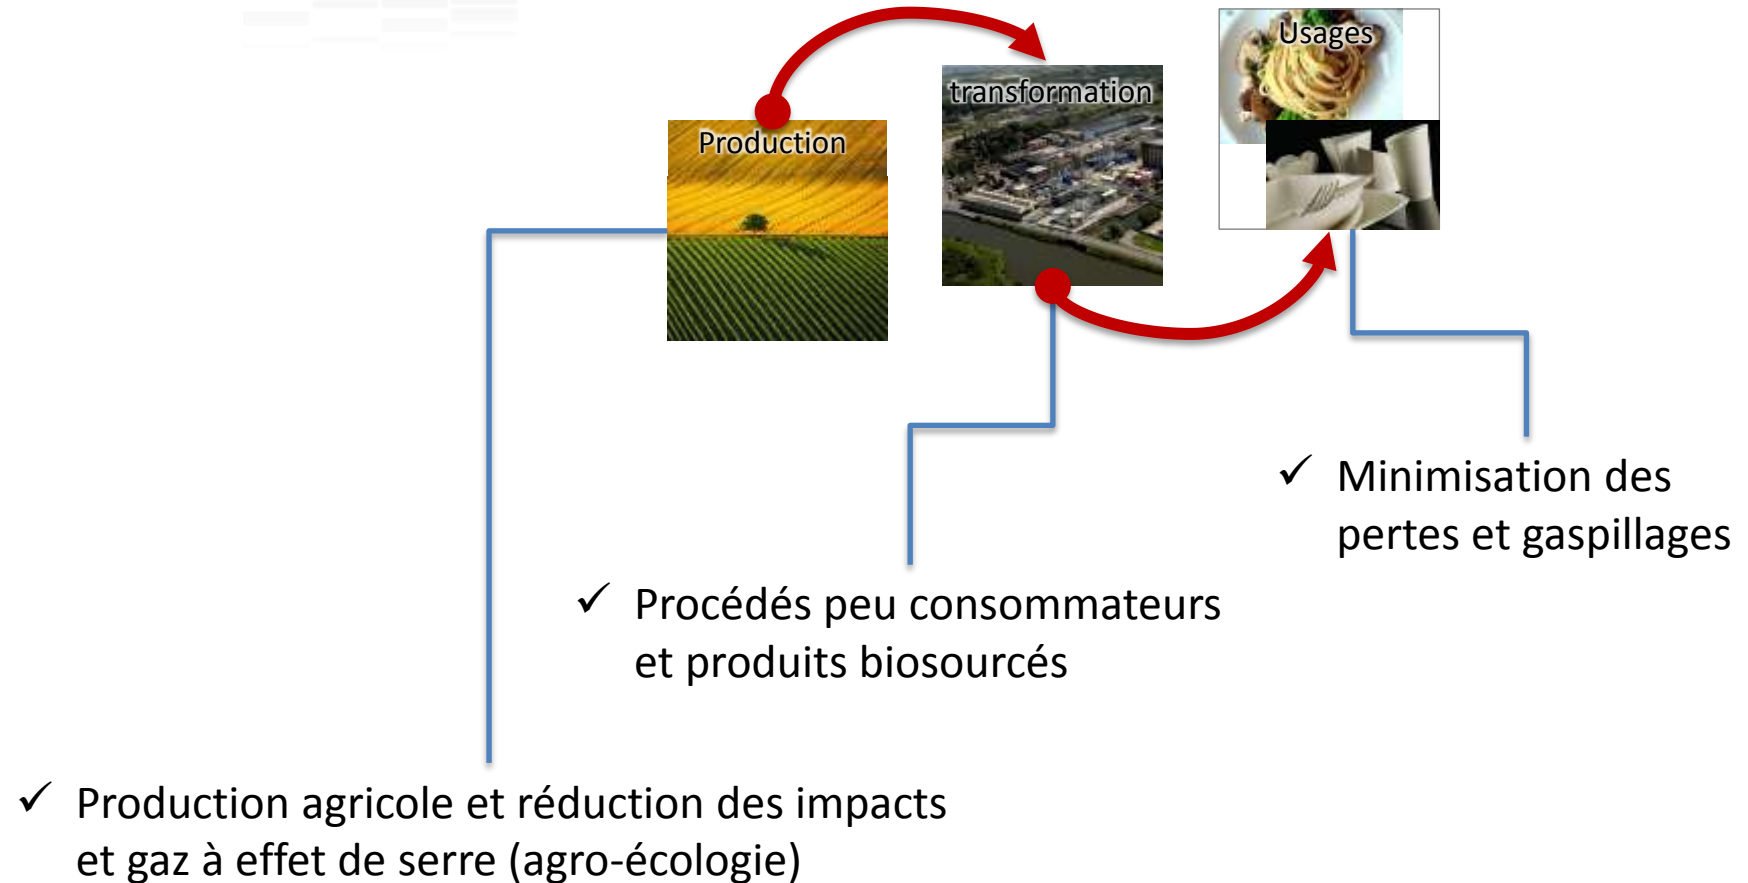 Usages
transformation
Production
✓ Minimisation des
pertes et gaspillages
✓ Procédés peu consommateurs
et produits biosourcés
✓ Production agricole et réduction des impacts
et gaz à effet de serre (agro-écologie)